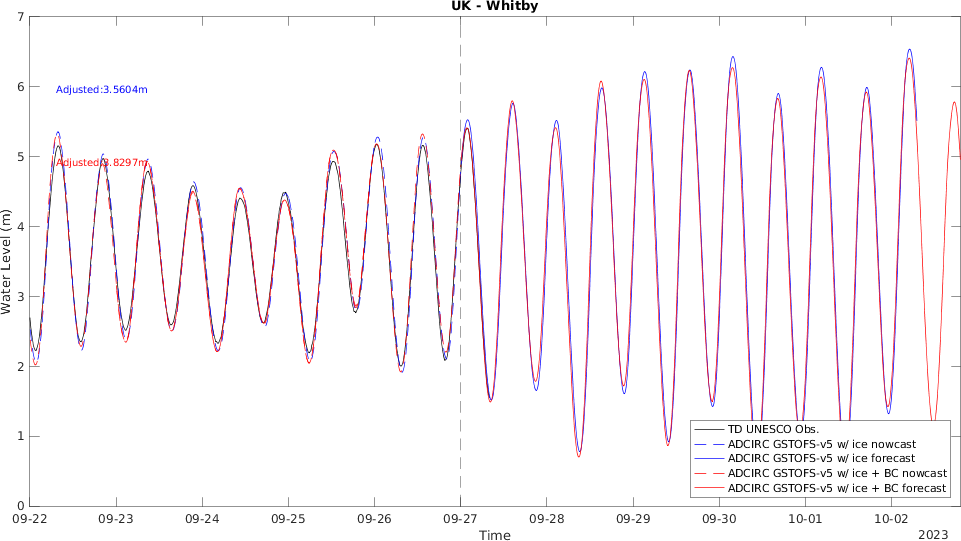 UK - Whitby
7
6
5
4
3
2
1
0
Water Level (m)
Adjusted:3.5604m
Adjusted:3.8297m
TD UNESCO Obs.
ADCIRC GSTOFS-v5 w/ ice nowcast
ADCIRC GSTOFS-v5 w/ ice forecast
ADCIRC GSTOFS-v5 w/ ice + BC nowcast
ADCIRC GSTOFS-v5 w/ ice + BC forecast
09-22 09-23 09-24 09-25 09-26 09-27 09-28 09-29 09-30 10-01 10-02
Time
2023